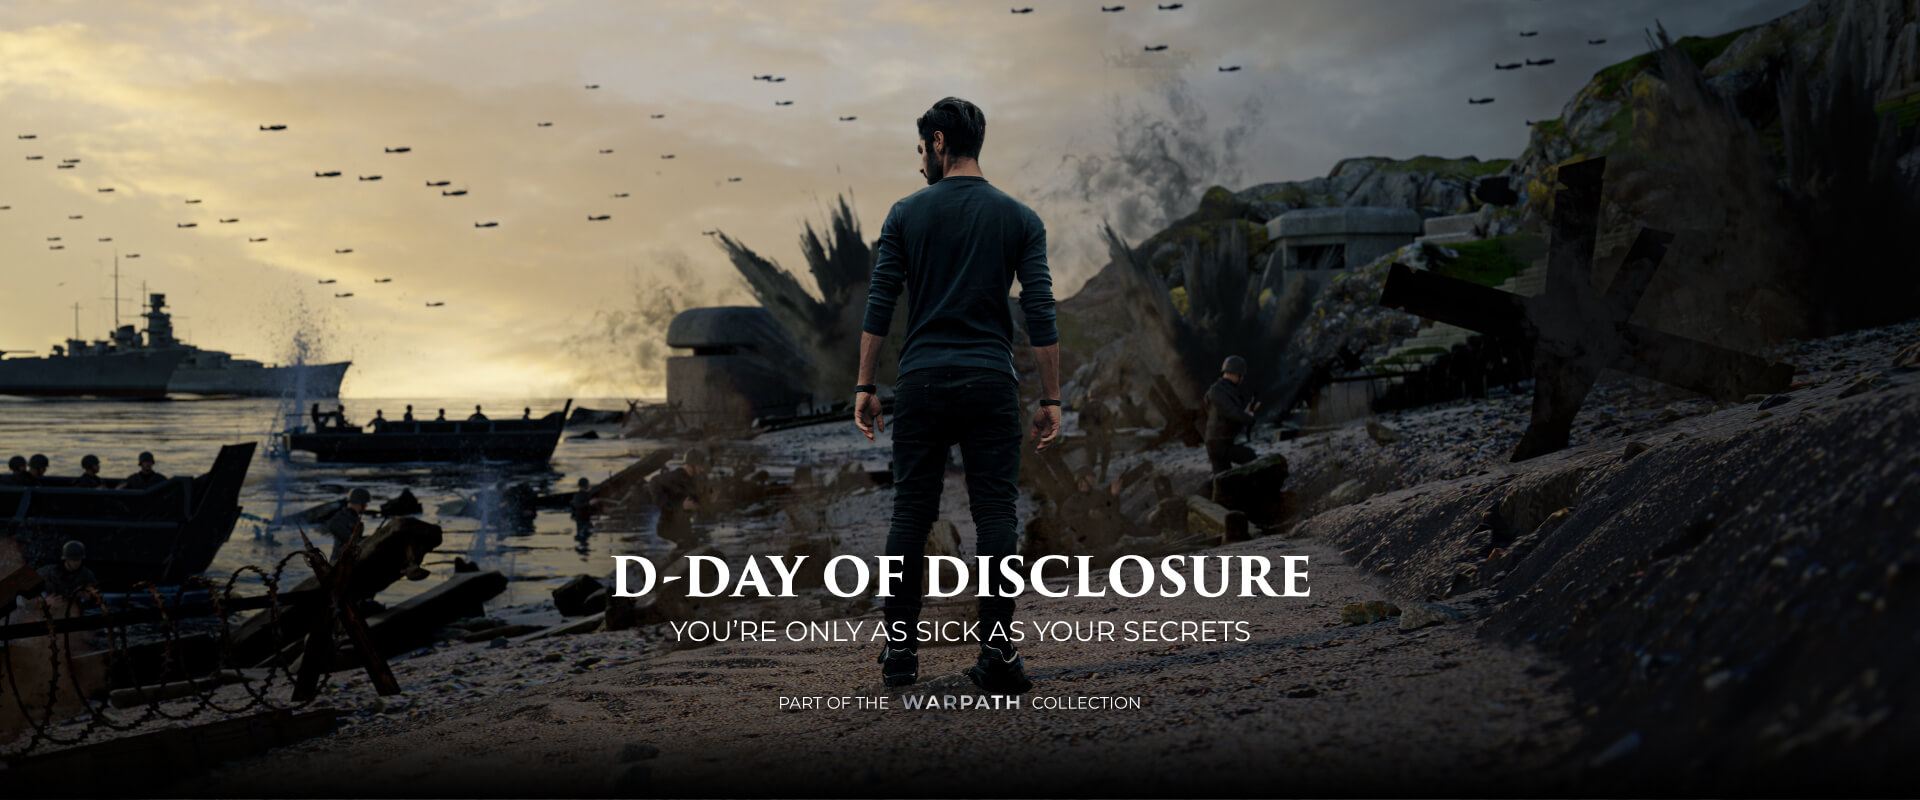 D-DAY OF DISCLOSURE
YOU'RE ONLY AS SICK AS YOUR SECRETS
PART OF THE WARPATH COLLECTION